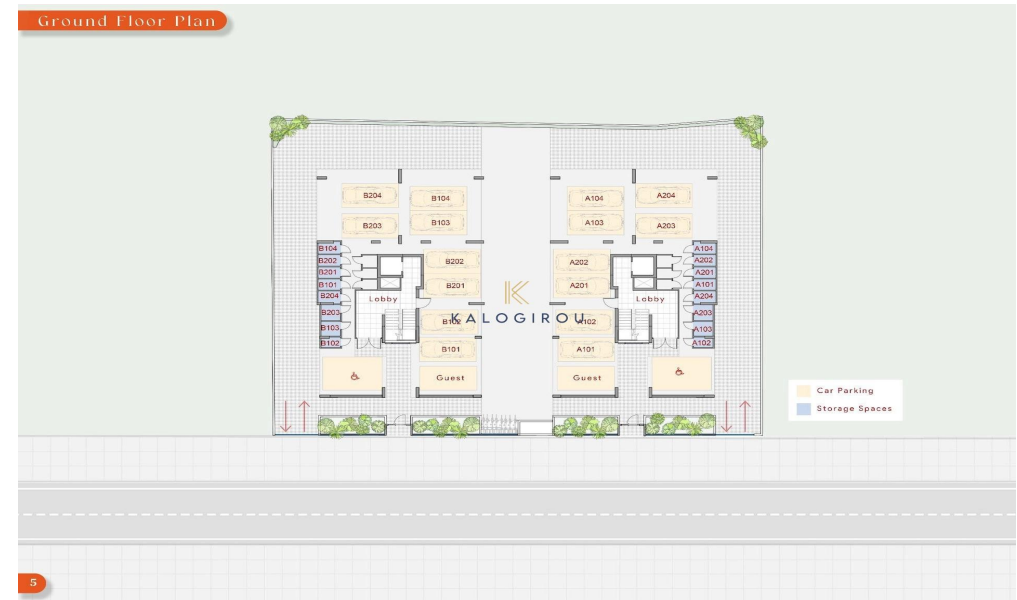 Ground Floor Plan
B204
B104
A104
A204
B203
B103
A103
A203
B104
B202
B201
B101
B204
B203
B103
B102
B202
B201
B102
B101
Guest
Lobby
KALOGIROU
A202
A201
A102
A101
Guest
Lobby
A104
A202
A201
A101
A204
A203
A103
A102
Car Parking
Storage Spaces
5